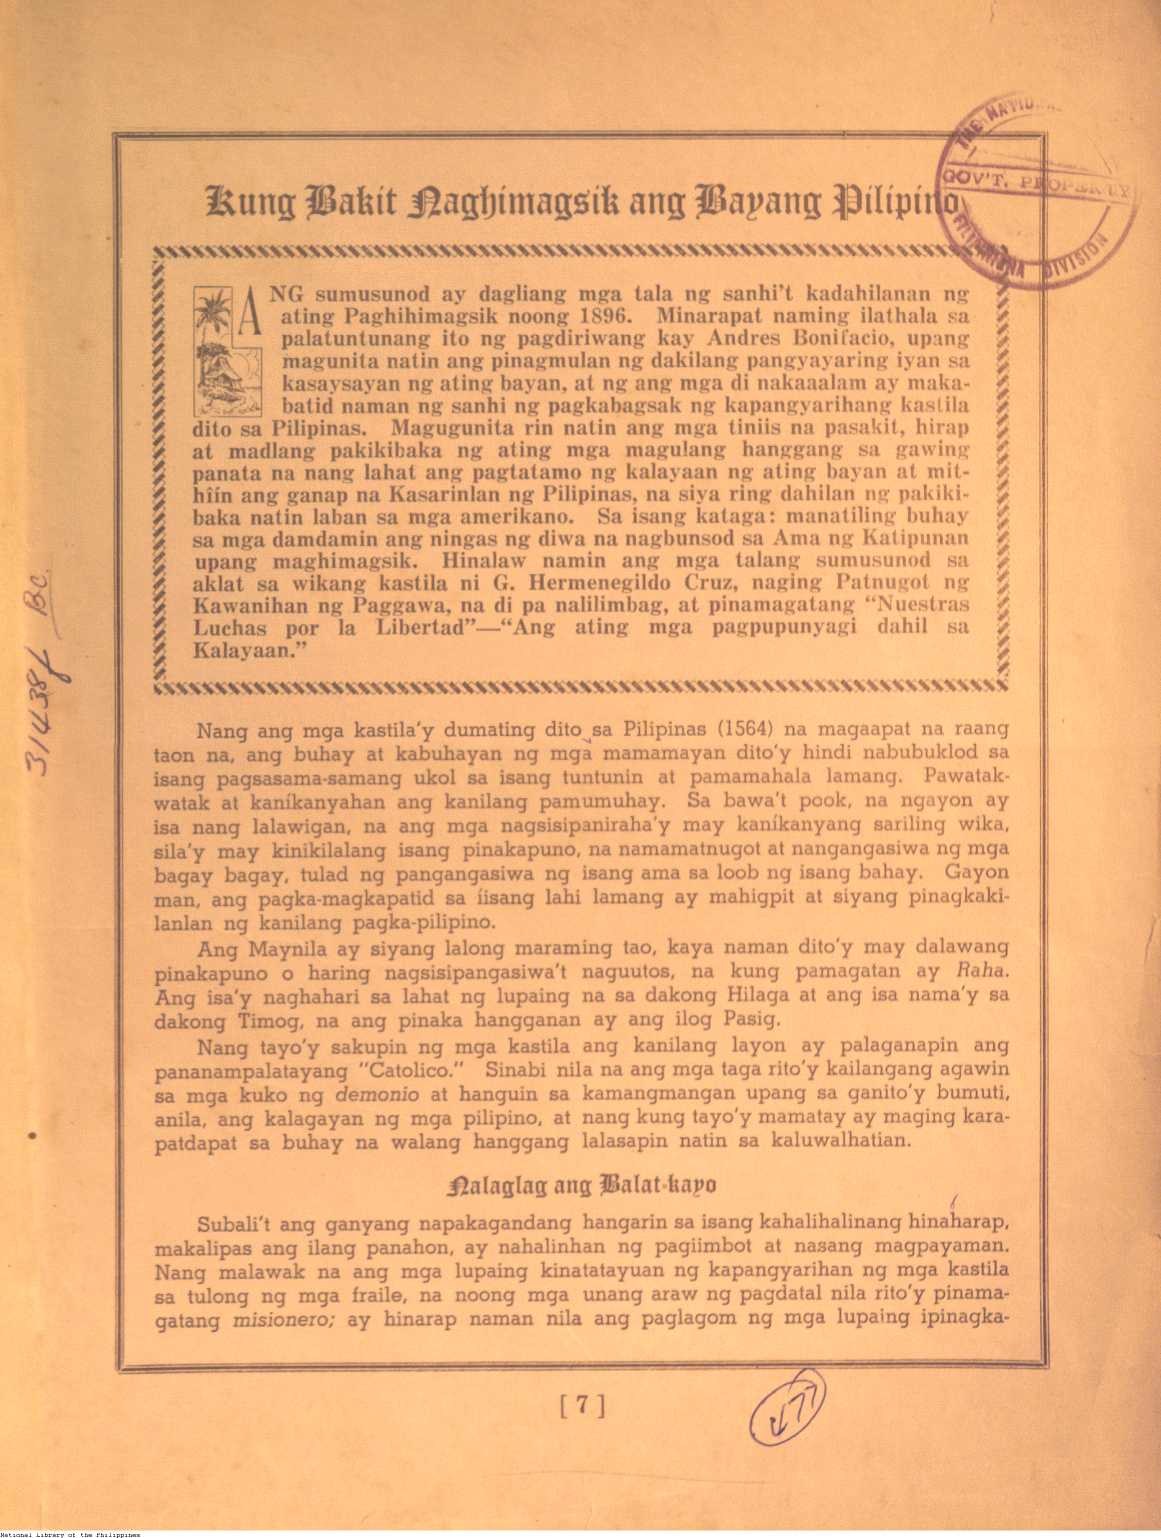 THE NATIONAL
GOV'T. PROPERTY
FILIPINIANA DIVISION
Kung Bakit Naghimagsik ang Bayang Pilipino
ANG sumusunod ay dagliang mga tala ng sanhi't kadahilanan ng
ating Paghihimagsik noong 1896. Minarapat naming ilathala sa
palatuntunang ito ng pagdiriwang kay Andres Bonifacio, upang
magunita natin ang pinagmulan ng dakilang pangyayaring iyan sa
kasaysayan ng ating bayan, at ng ang mga di nakaaalam ay maka-
batid naman ng sanhi ng pagkabagsak ng kapangyarihang kastila
dito sa Pilipinas. Magugunita rin natin ang mga tiniis na pasakit, hirap
at madlang pakikibaka ng ating mga magulang hanggang sa gawing
panata na nang lahat ang pagtatamo ng kalayaan ng ating bayan at mit-
hîín ang ganap na Kasarinlan ng Pilipinas, na siya ring dahilan ng pakiki-
baka natin laban sa mga amerikano. Sa isang kataga: manatiling buhay
sa mga damdamin ang ningas ng diwa na nagbunsod sa Ama ng Katipunan
upang maghimagsik. Hinalaw namin ang mga talang sumusunod sa
aklat sa wikang kastila ni G. Hermenegildo Cruz, naging Patnugot ng
Kawanihan ng Paggawa, na di pa nalilimbag, at pinamagatang “Nuestras
Luchas por la Libertad”—“Ang ating mga pagpupunyagi dahil sa
Kalayaan.”
Nang ang mga kastila'y dumating dito sa Pilipinas (1564) na magaapat na raang
taon na, ang buhay at kabuhayan ng mga mamamayan dito'y hindi nabubuklod sa
isang pagsasama-samang ukol sa isang tuntunin at pamamahala lamang. Pawatak-
watak at kaníkanyahan ang kanilang pamumuhay. Sa bawa't pook, na ngayon ay
isa nang lalawigan, na ang mga nagsisipaniraha'y may kaníkanyang sariling wika,
sila'y may kinikilalang isang pinakapuno, na namamatnugot at nangangasiwa ng mga
bagay bagay, tulad ng pangangasiwa ng isang ama sa loob ng isang bahay. Gayon
man, ang pagka-magkapatid sa íisang lahi lamang ay mahigpit at siyang pinagkaki-
lanlan ng kanilang pagka-pilipino.
Ang Maynila ay siyang lalong maraming tao, kaya naman dito'y may dalawang
pinakapuno o haring nagsisipangasiwa't naguutos, na kung pamagatan ay Raha.
Ang isa'y naghahari sa lahat ng lupaing na sa dakong Hilaga at ang isa nama'y sa
dakong Timog, na ang pinaka hangganan ay ang ilog Pasig.
Nang tayo'y sakupin ng mga kastila ang kanilang layon ay palaganapin ang
pananampalatayang "Catolico." Sinabi nila na ang mga taga rito'y kailangang agawin
sa mga kuko ng demonio at hanguin sa kamangmangan upang sa ganito'y bumuti,
anila, ang kalagayan ng mga pilipino, at nang kung tayo'y mamatay ay maging kara-
patdapat sa buhay na walang hanggang lalasapin natin sa kaluwalhatian.
Nalaglag ang Balat-kayo
Subali't ang ganyang napakagandang hangarin sa isang kahalihalinang hinaharap,
makalipas ang ilang panahon, ay nahalinhan ng pagiimbot at nasang magpayaman.
Nang malawak na ang mga lupaing kinatatayuan ng kapangyarihan ng mga kastila
sa tulong ng mga fraile, na noong mga unang araw ng pagdatal nila rito'y pinama-
gatang misionero; ay hinarap naman nila ang paglagom ng mga lupaing ipinagka-
[ 7 ]
31438f Bc.
National Library of the Philippines